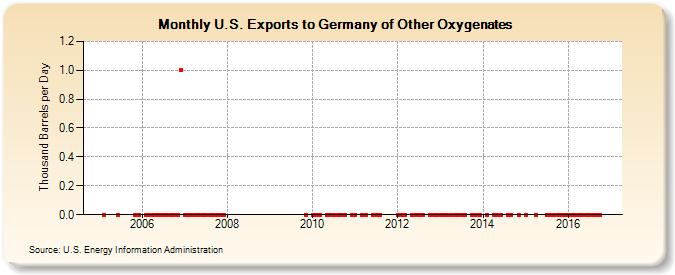 Monthly U.S. Exports to Germany of Other Oxygenates
Thousand Barrels per Day
1.2
1.0
0.8
0.6
0.4
0.2
0.0
2006 2008 2010 2012 2014 2016
Source: U.S. Energy Information Administration